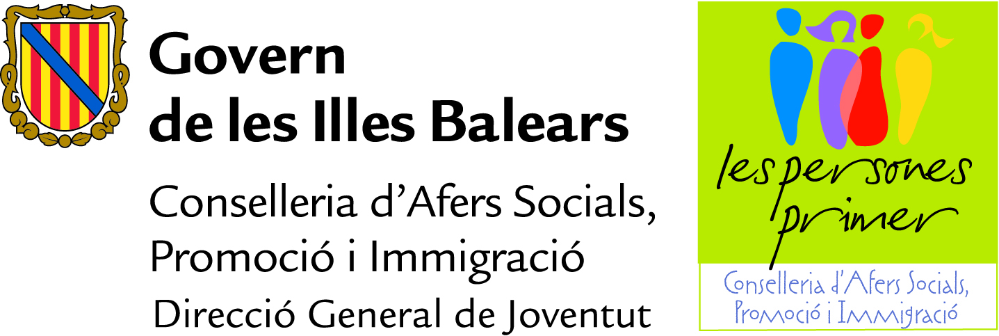 Govern
de les Illes Balears
Conselleria d’Afers Socials,
Promoció i Immigració
Direcció General de Joventut
les persones
primer
Conselleria d'Afers Socials,
Promoció i Immigració